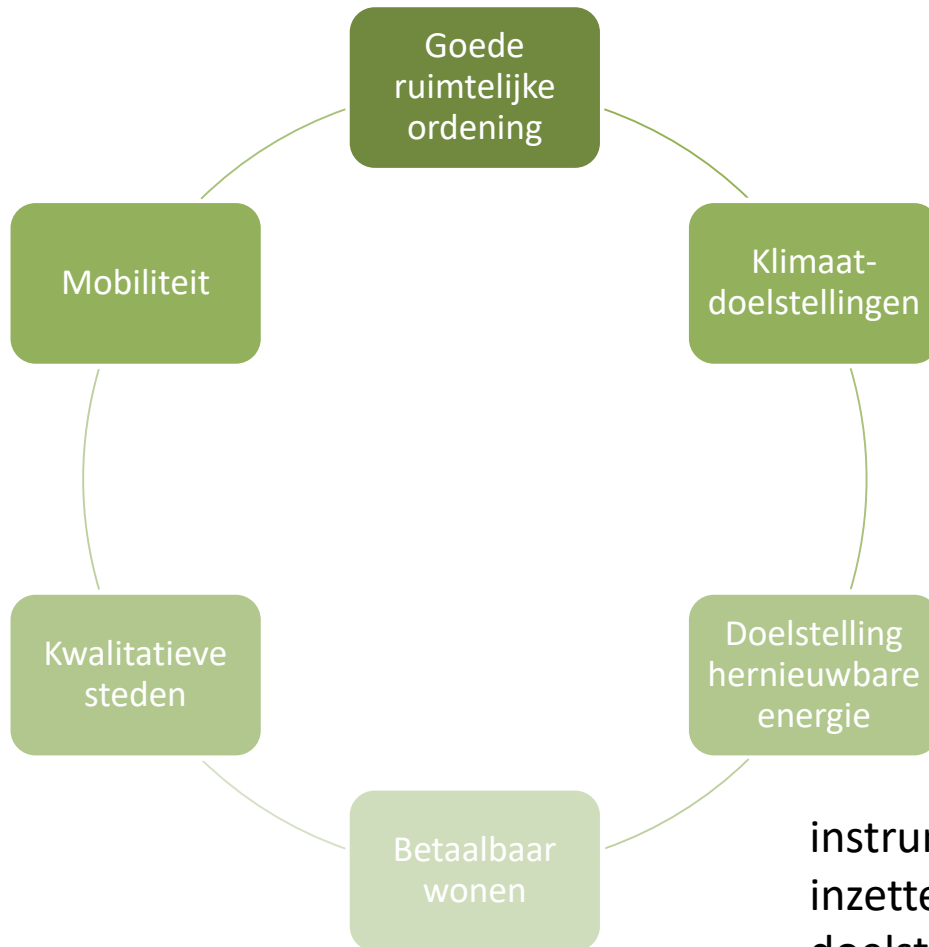 Goede
ruimtelijke
ordening
Klimaat-
doelstellingen
Doelstelling
hernieuwbare
energie
Betaalbaar
wonen
Kwalitatieve
steden
Mobiliteit